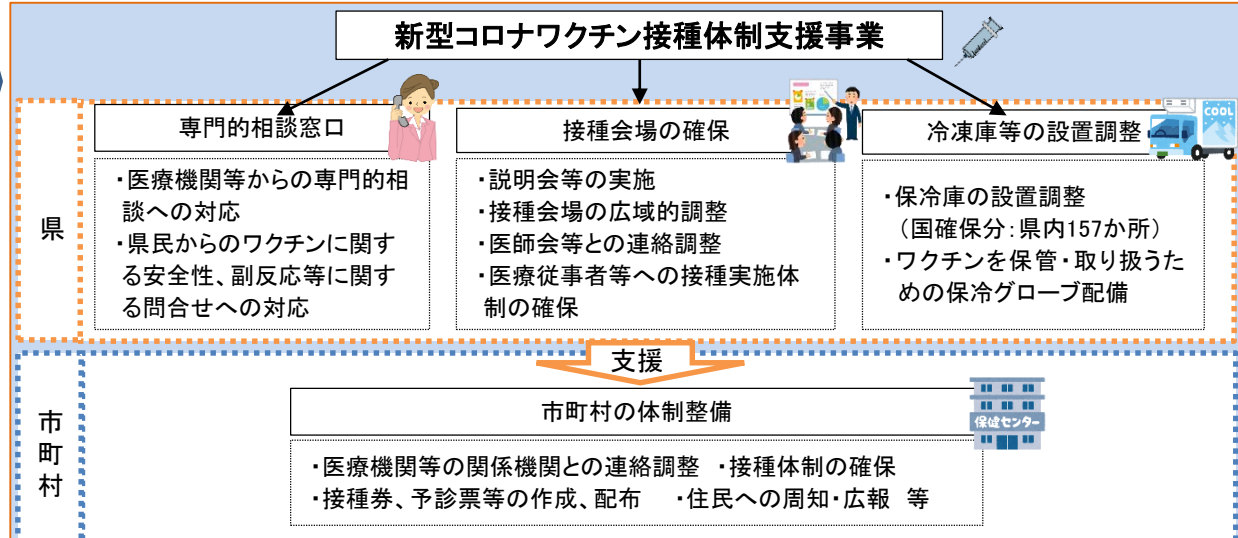 新型コロナワクチン接種体制支援事業
県
専門的相談窓口
・医療機関等からの専門的相
談への対応
・県民からのワクチンに関す
る安全性、副反応等に関す
る問合せへの対応
接種会場の確保
・説明会等の実施
・接種会場の広域的調整
・医師会等との連絡調整
・医療従事者等への接種実施体
制の確保
冷凍庫等の設置調整
COOL
・保冷庫の設置調整
（国確保分：県内157か所）
・ワクチンを保管・取り扱うた
めの保冷グローブ配備
支援
市町村
市町村の体制整備
保健センター
・医療機関等の関係機関との連絡調整　・接種体制の確保
・接種券、予診票等の作成、配布　・住民への周知・広報　等